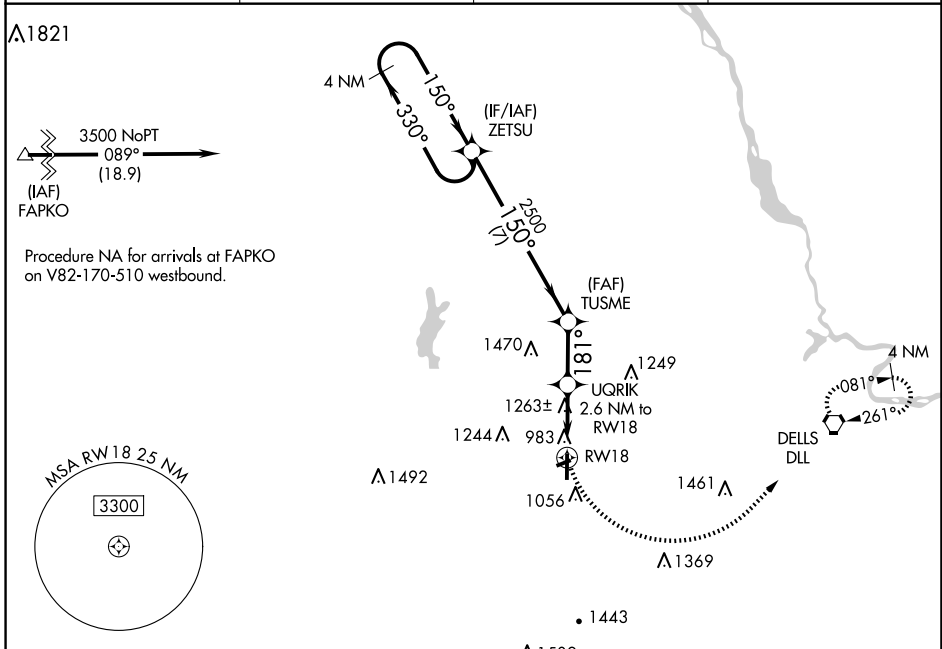 1821
4 NM
150°
330°
(IF/IAF)
ZETSU
3500 NoPT
089°
(18.9)
(IAF)
FAPKO
2500
150°
(7)
Procedure NA for arrivals at FAPKO
on V82-170-510 westbound.
(FAF)
TUSME
1470
181°
1249
4 NM
081°
261°
UQRIK
2.6 NM to
RW18
1263±
1244
983
RW18
DELLS
DLL
MSA RW18 25 NM
3300
1492
1056
1461
1369
1443